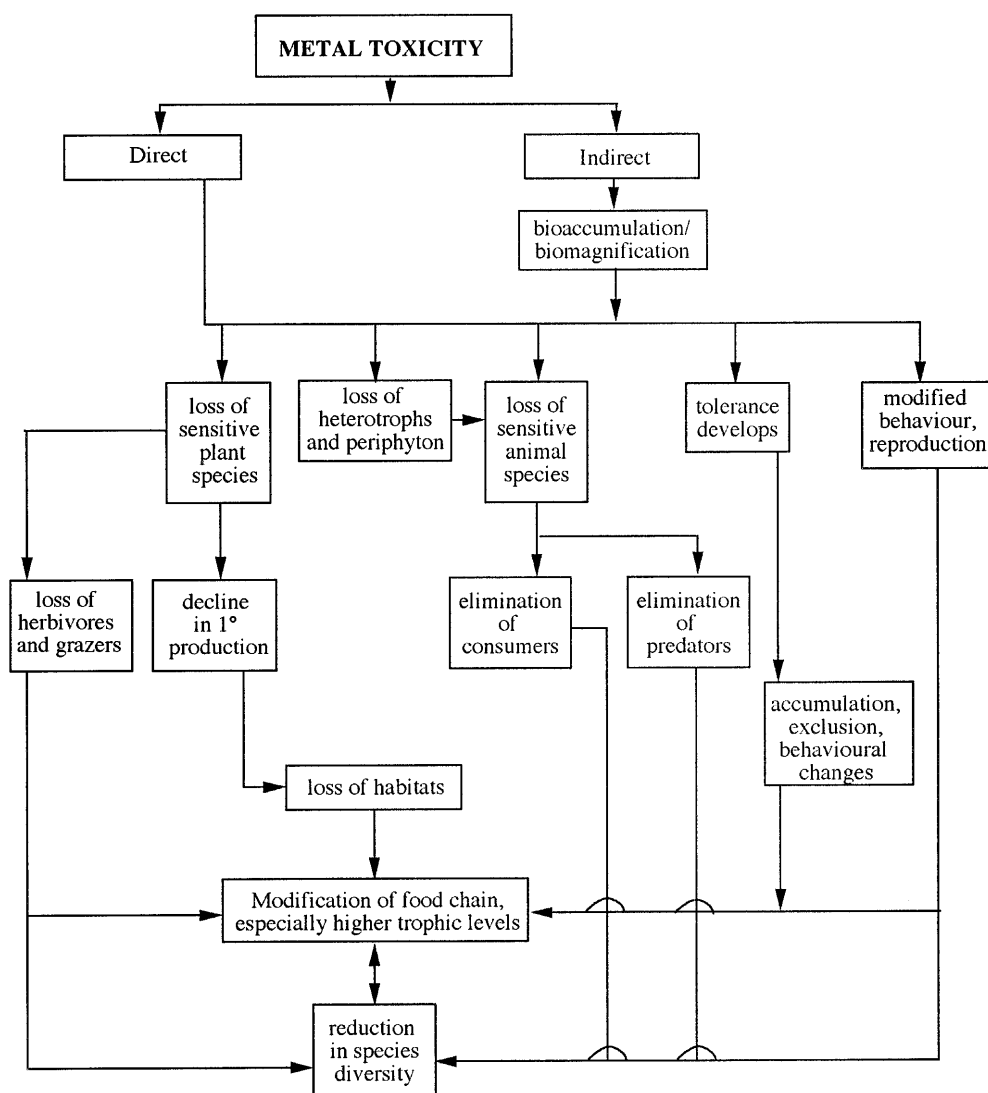 METAL TOXICITY
Direct
Indirect
bioaccumulation/
biomagnification
loss of
sensitive
plant
species
loss of
heterotrophs
and periphyton
loss of
sensitive
animal
species
tolerance
develops
modified
behaviour,
reproduction
loss of
herbivores
and grazers
decline
in 1°
production
elimination
of
consumers
elimination
of
predators
accumulation,
exclusion,
behavioural
changes
loss of habitats
Modification of food chain,
especially higher trophic levels
reduction
in species
diversity